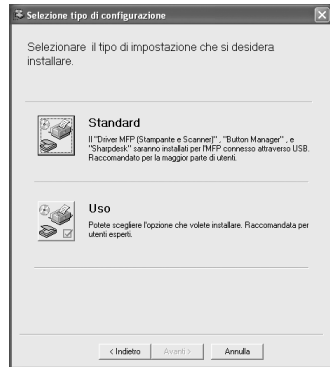 Selezione tipo di configurazione
Selezionare il tipo di impostazione che si desidera
installare.
Standard
Il "Driver MFP (Stampante e Scanner)" , "Button Manager" , e
"Sharpdesk" saranno installati per l'MFP connesso attraverso USB.
Raccomandato per la maggior parte di utenti.
Uso
Potete scegliere l'opzione che volete installare. Raccomandata per
utenti esperti.
< Indietro Avanti > Annulla